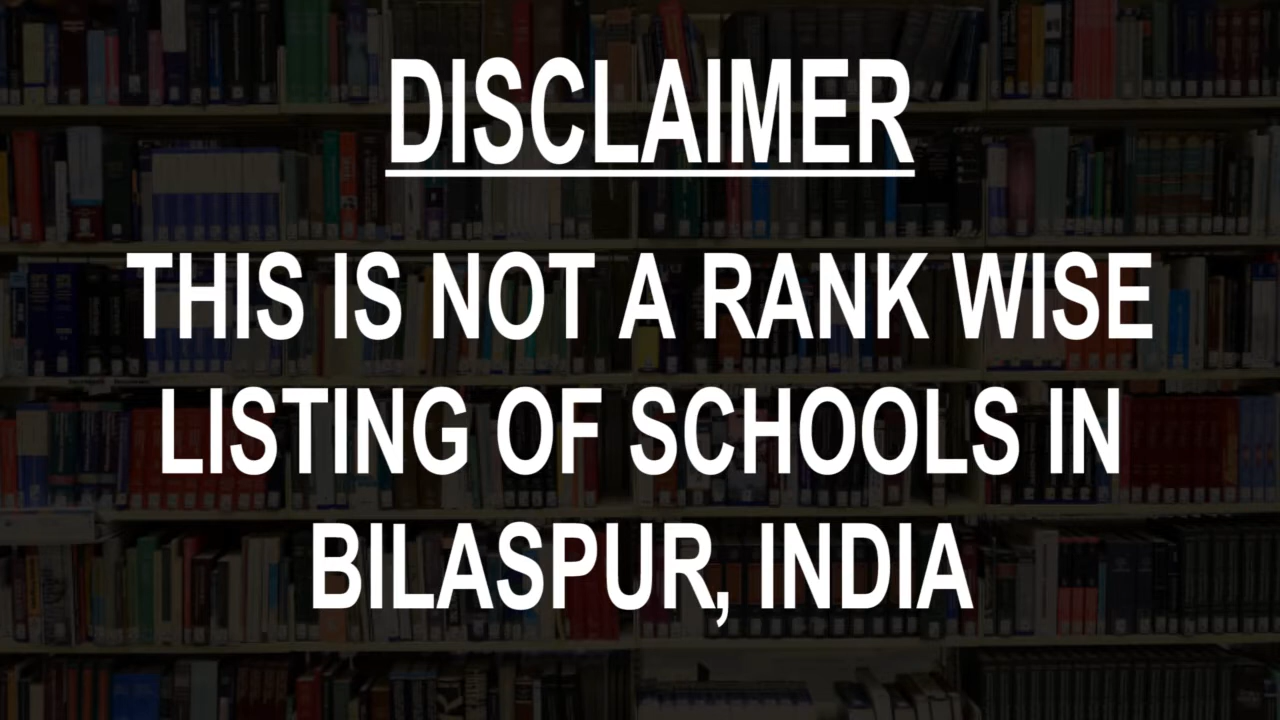 DISCLAIMER
THIS IS NOT A RANK WISE
LISTING OF SCHOOLS IN
BILASPUR, INDIA